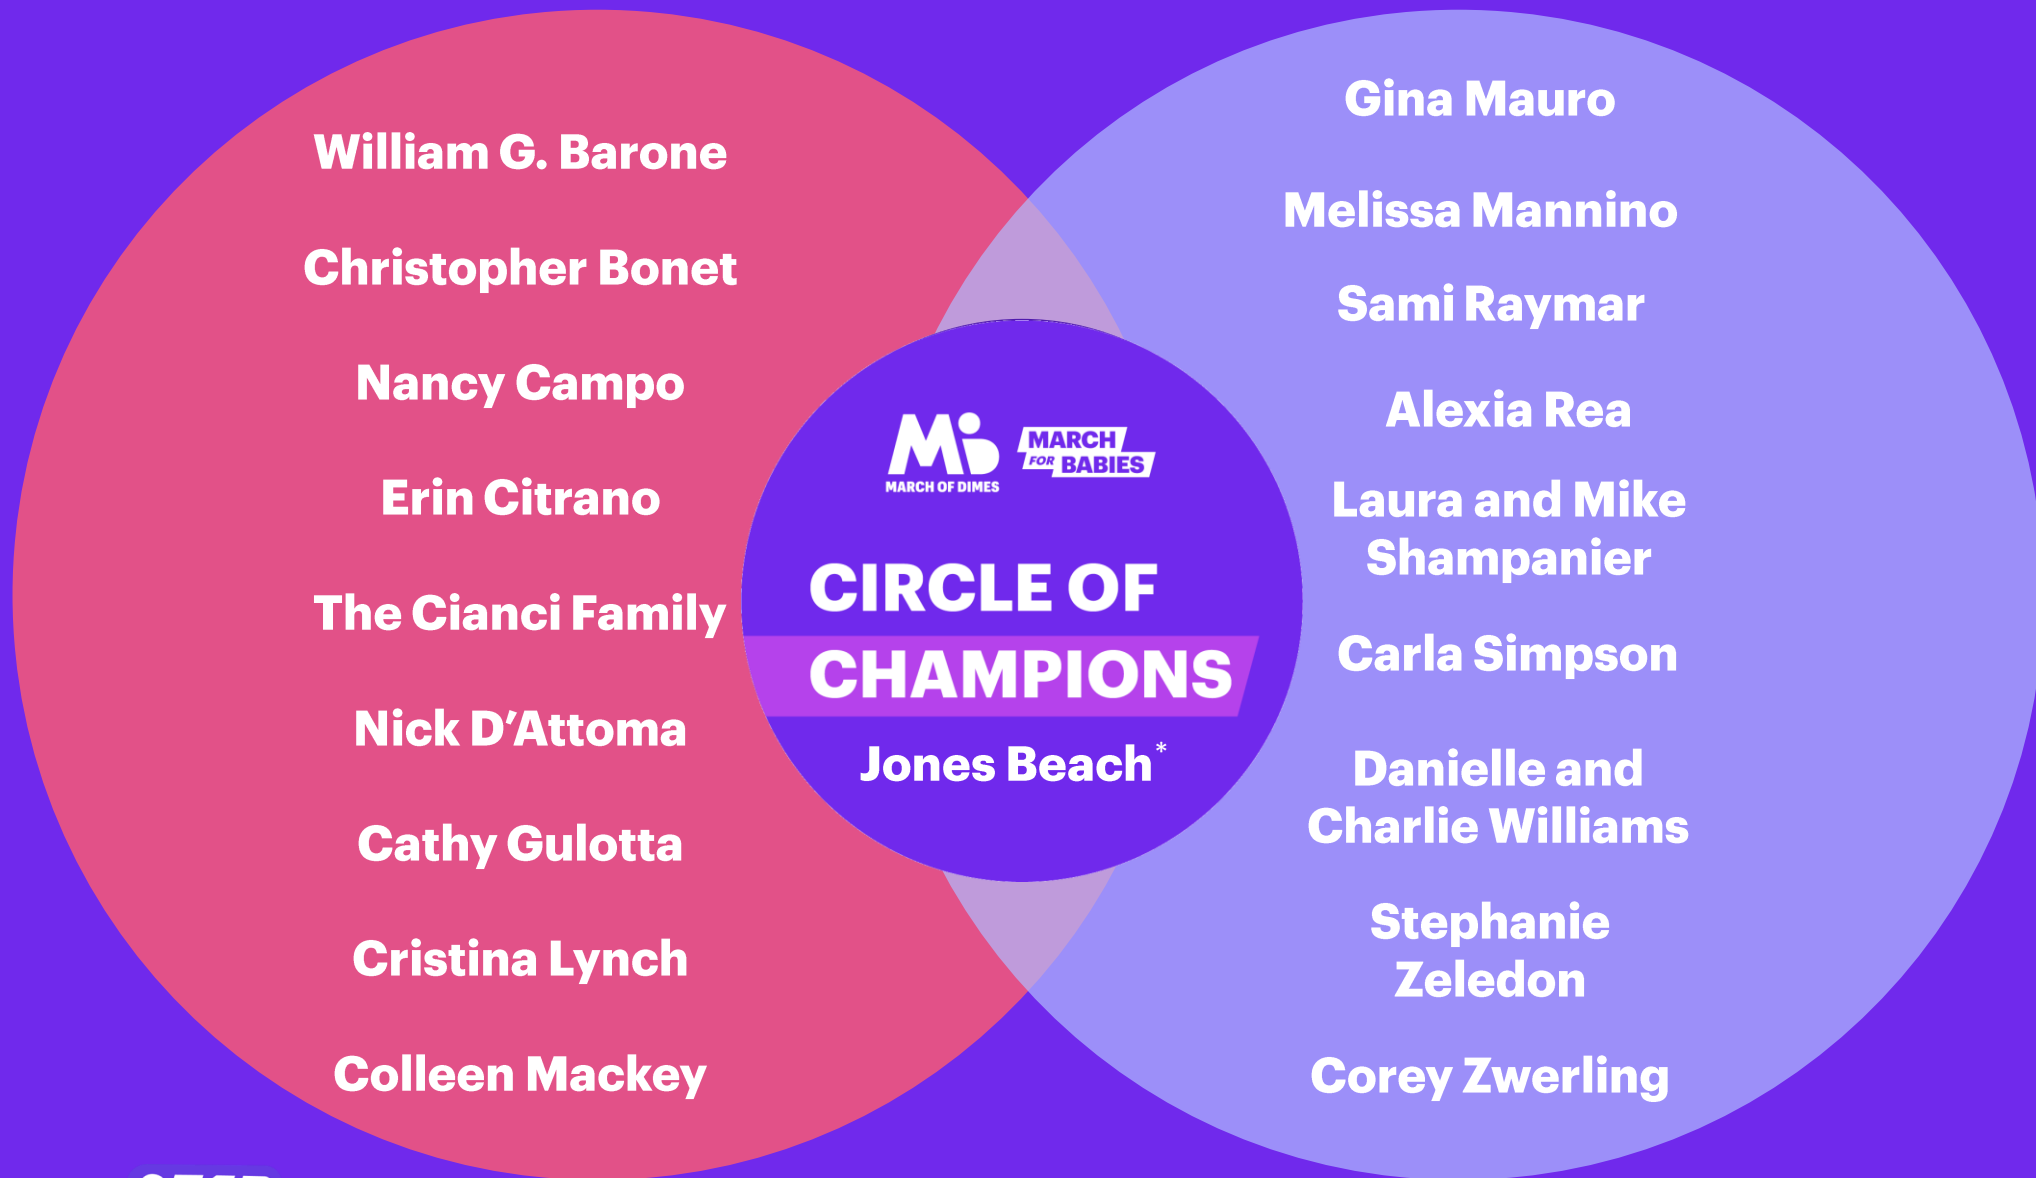 William G. Barone
Christopher Bonet
Nancy Campo
Erin Citrano
The Cianci Family
Nick D’Attoma
Cathy Gulotta
Cristina Lynch
Colleen Mackey
MARCH OF DIMES
MARCH
FOR BABIES
CIRCLE OF
CHAMPIONS
Jones Beach*
Gina Mauro
Melissa Mannino
Sami Raymar
Alexia Rea
Laura and Mike
Shampanier
Carla Simpson
Danielle and
Charlie Williams
Stephanie
Zeledon
Corey Zwerling